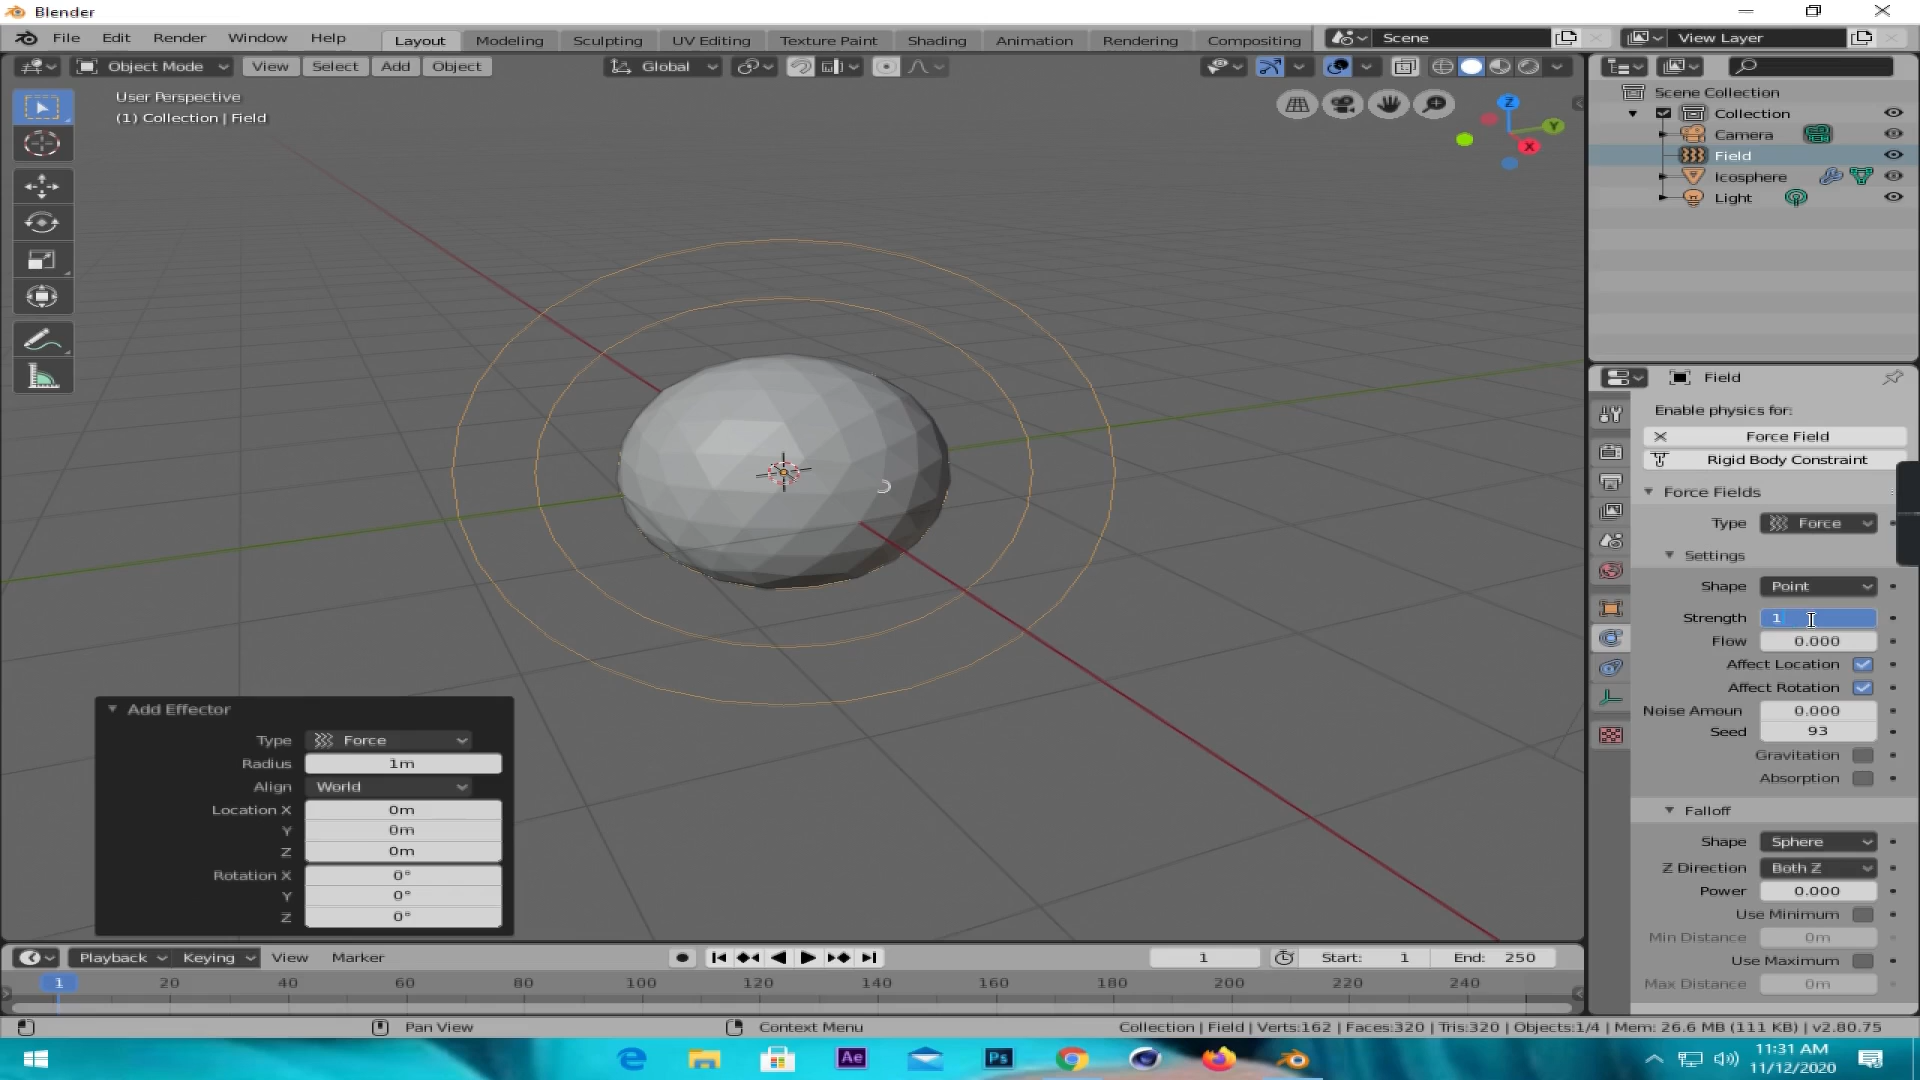 Blender
File Edit Render Window Help Layout Modeling Sculpting UV Editing Texture Paint Shading Animation Rendering Compositing Scene View Layer
Object Mode View Select Add Object Global
User Perspective
(1) Collection | Field
Z
Y
X
Scene Collection
Collection
Camera
Field
Icosphere
Light
Field
Enable physics for:
Force Field
Rigid Body Constraint
Force Fields
Type Force
Settings
Shape Point
Strength 1
Flow 0.000
Affect Location
Affect Rotation
Noise Amoun 0.000
Seed 93
Gravitation
Absorption
Falloff
Shape Sphere
Z Direction Both Z
Power 0.000
Use Minimum
Min Distance 0m
Use Maximum
Max Distance 0m
Add Effector
Type Force
Radius 1m
Align World
Location X 0m
Y 0m
Z 0m
Rotation X 0°
Y 0°
Z 0°
Playback Keying View Marker 1 Start: 1 End: 250
1 20 40 60 80 100 120 140 160 180 200 220 240
Pan View Context Menu Collection | Field | Verts:162 | Faces:320 | Tris:320 | Objects:1/4 | Mem: 26.6 MB (111 KB) | v2.80.75
Ae Ps
11:31 AM
11/12/2020